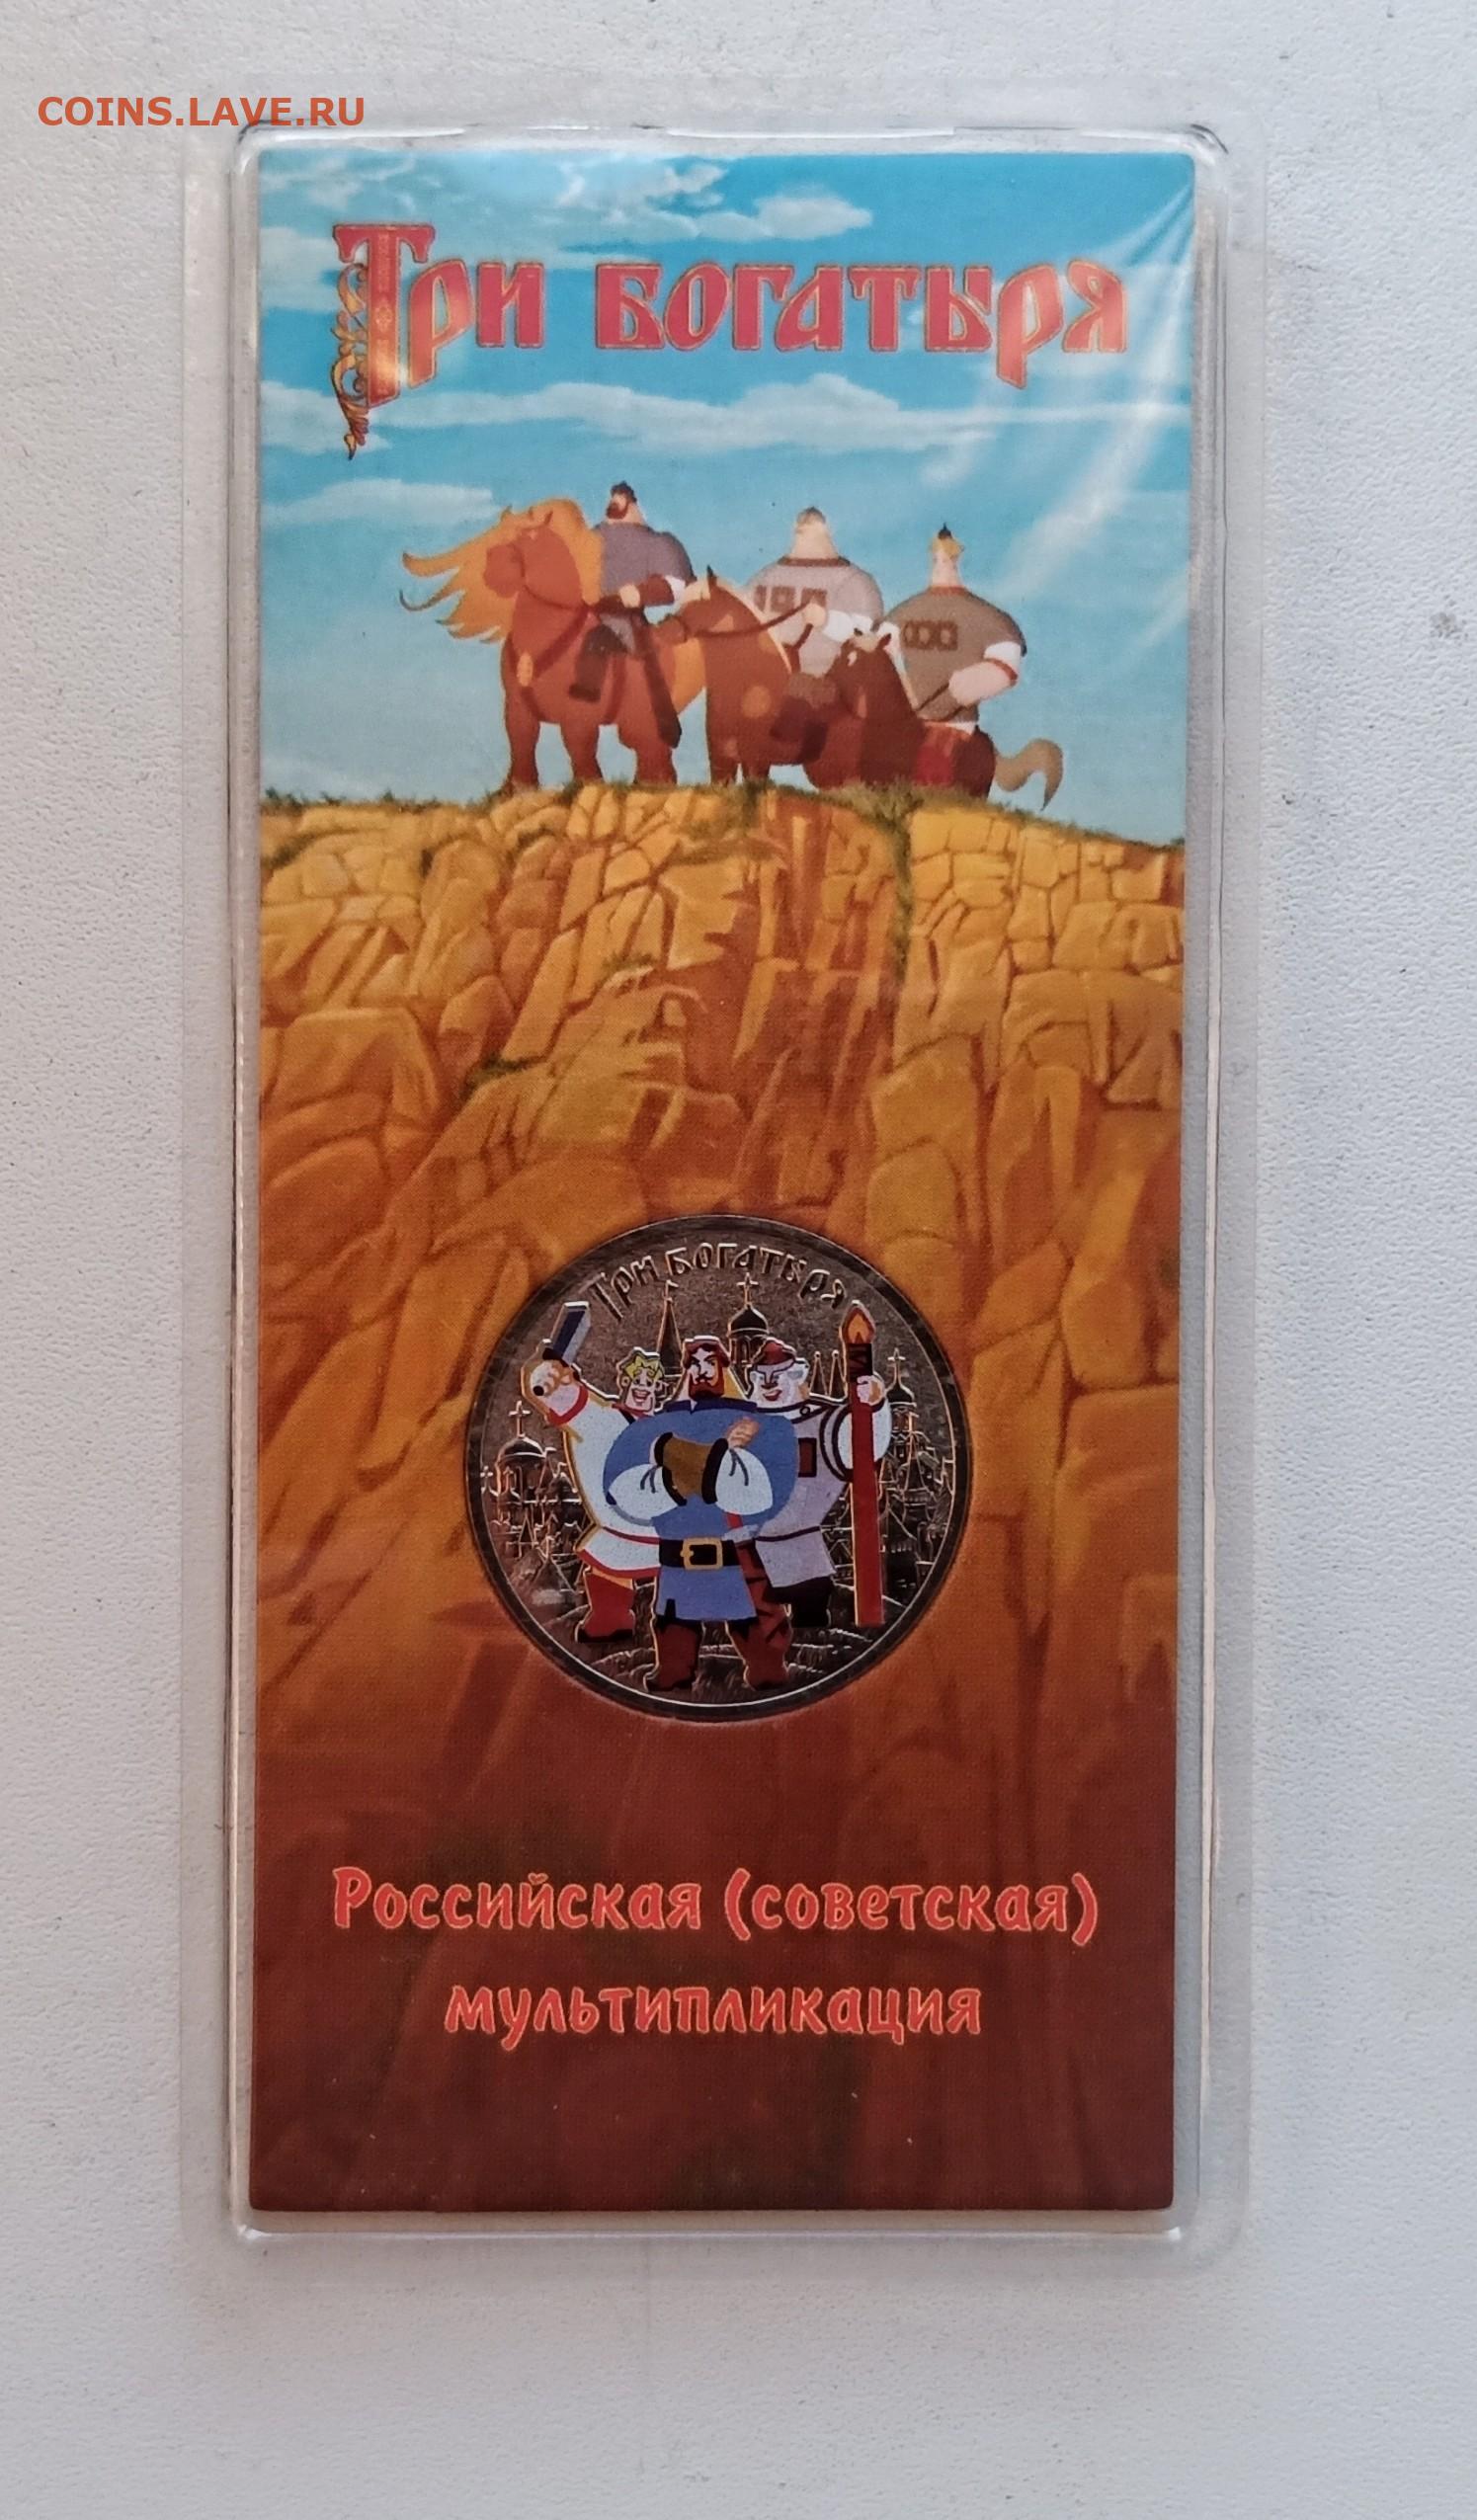 COINS.LAVE.RU
Три богатыря
Три богатыря
Российская (советская)
мультипликация